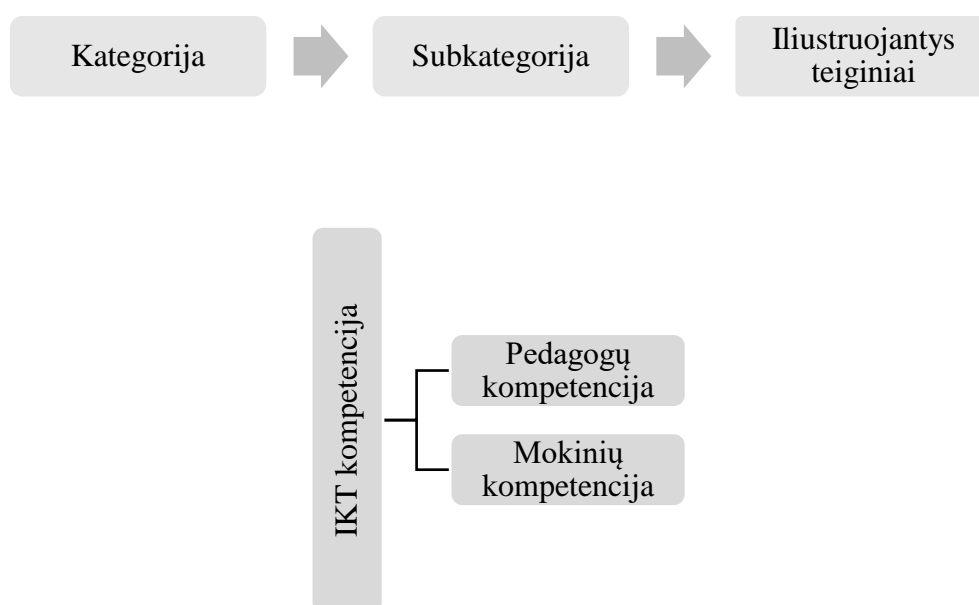 Kategorija
Subkategorija
Iliustruojantys
teiginiai
IKT kompetencija
Pedagogų
kompetencija
Mokinių
kompetencija